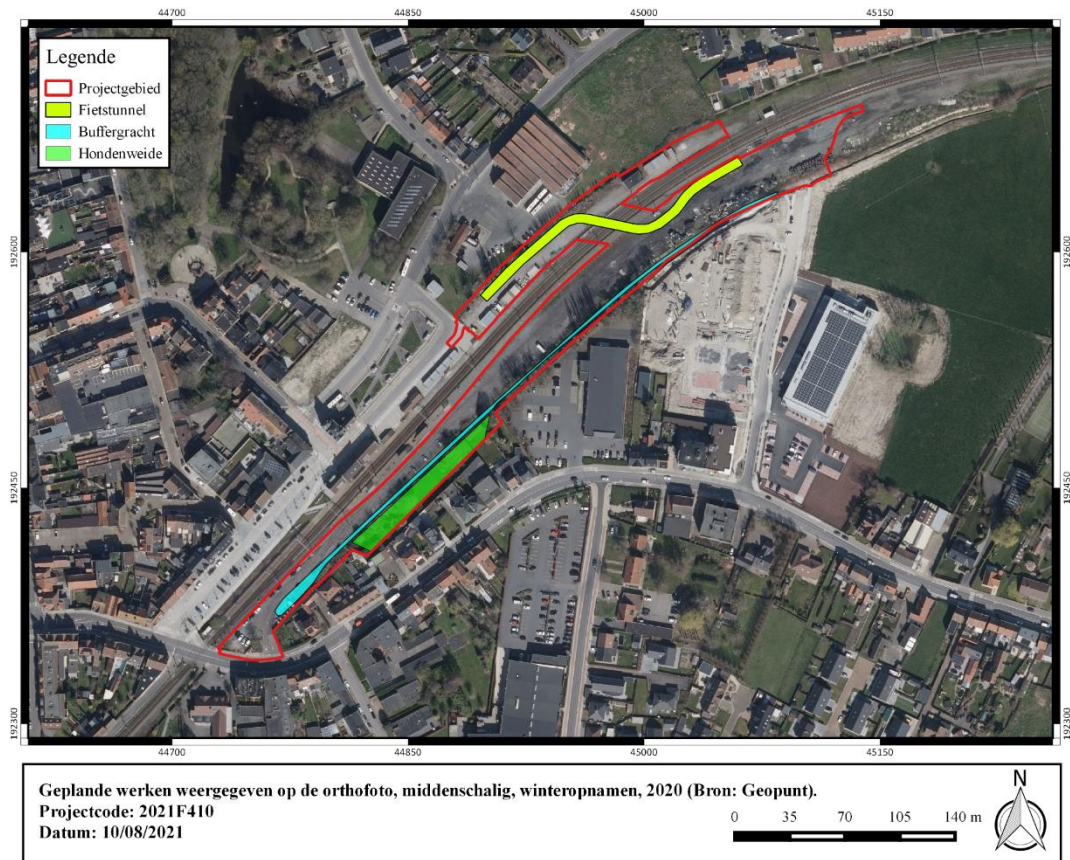 44700 44850 45000 45150
Legende
Projectgebied
Fietstunnel
Buffergracht
Hondenweide
192600 192600
192450 192450
192300 192300
44700 44850 45000 45150
Geplande werken weergegeven op de orthofoto, middenschalig, winteropnamen, 2020 (Bron: Geopunt).
Projectcode: 2021F410
Datum: 10/08/2021
0 35 70 105 140 m
N